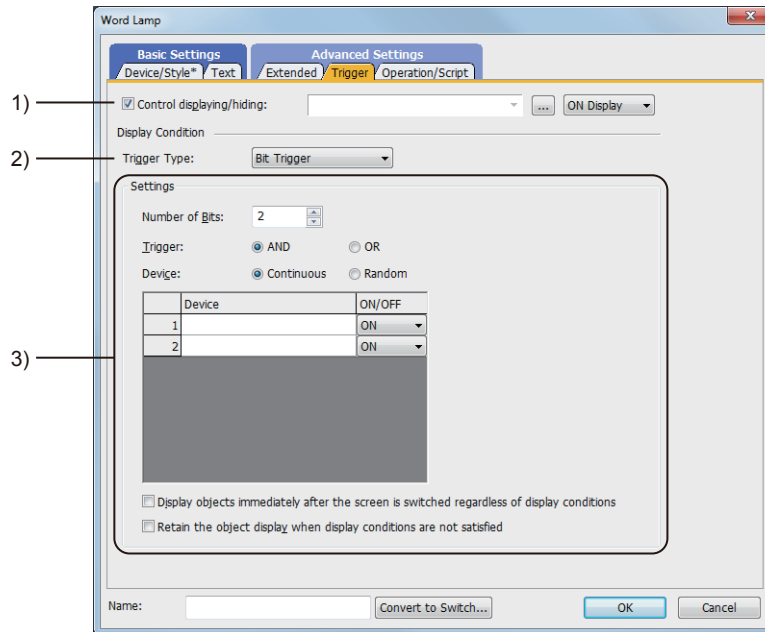 Word Lamp
Basic Settings Advanced Settings
Device/Style* Text Extended Trigger Operation/Script
1) Control displaying/hiding: ... ON Display
Display Condition
2) Trigger Type: Bit Trigger
Settings
Number of Bits: 2
Trigger: AND OR
Device: Continuous Random
Device ON/OFF
1 ON
2 ON
3)
Display objects immediately after the screen is switched regardless of display conditions
Retain the object display when display conditions are not satisfied
Name: Convert to Switch... OK Cancel